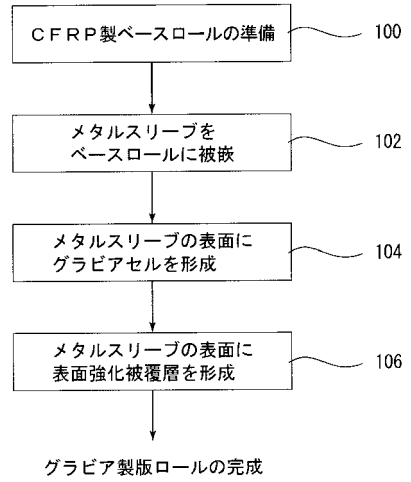 CFRP製ベースロールの準備
100
メタルスリーブを
ベースロールに被嵌
102
メタルスリーブの表面に
グラビアセルを形成
104
メタルスリーブの表面に
表面強化被覆層を形成
106
グラビア製版ロールの完成